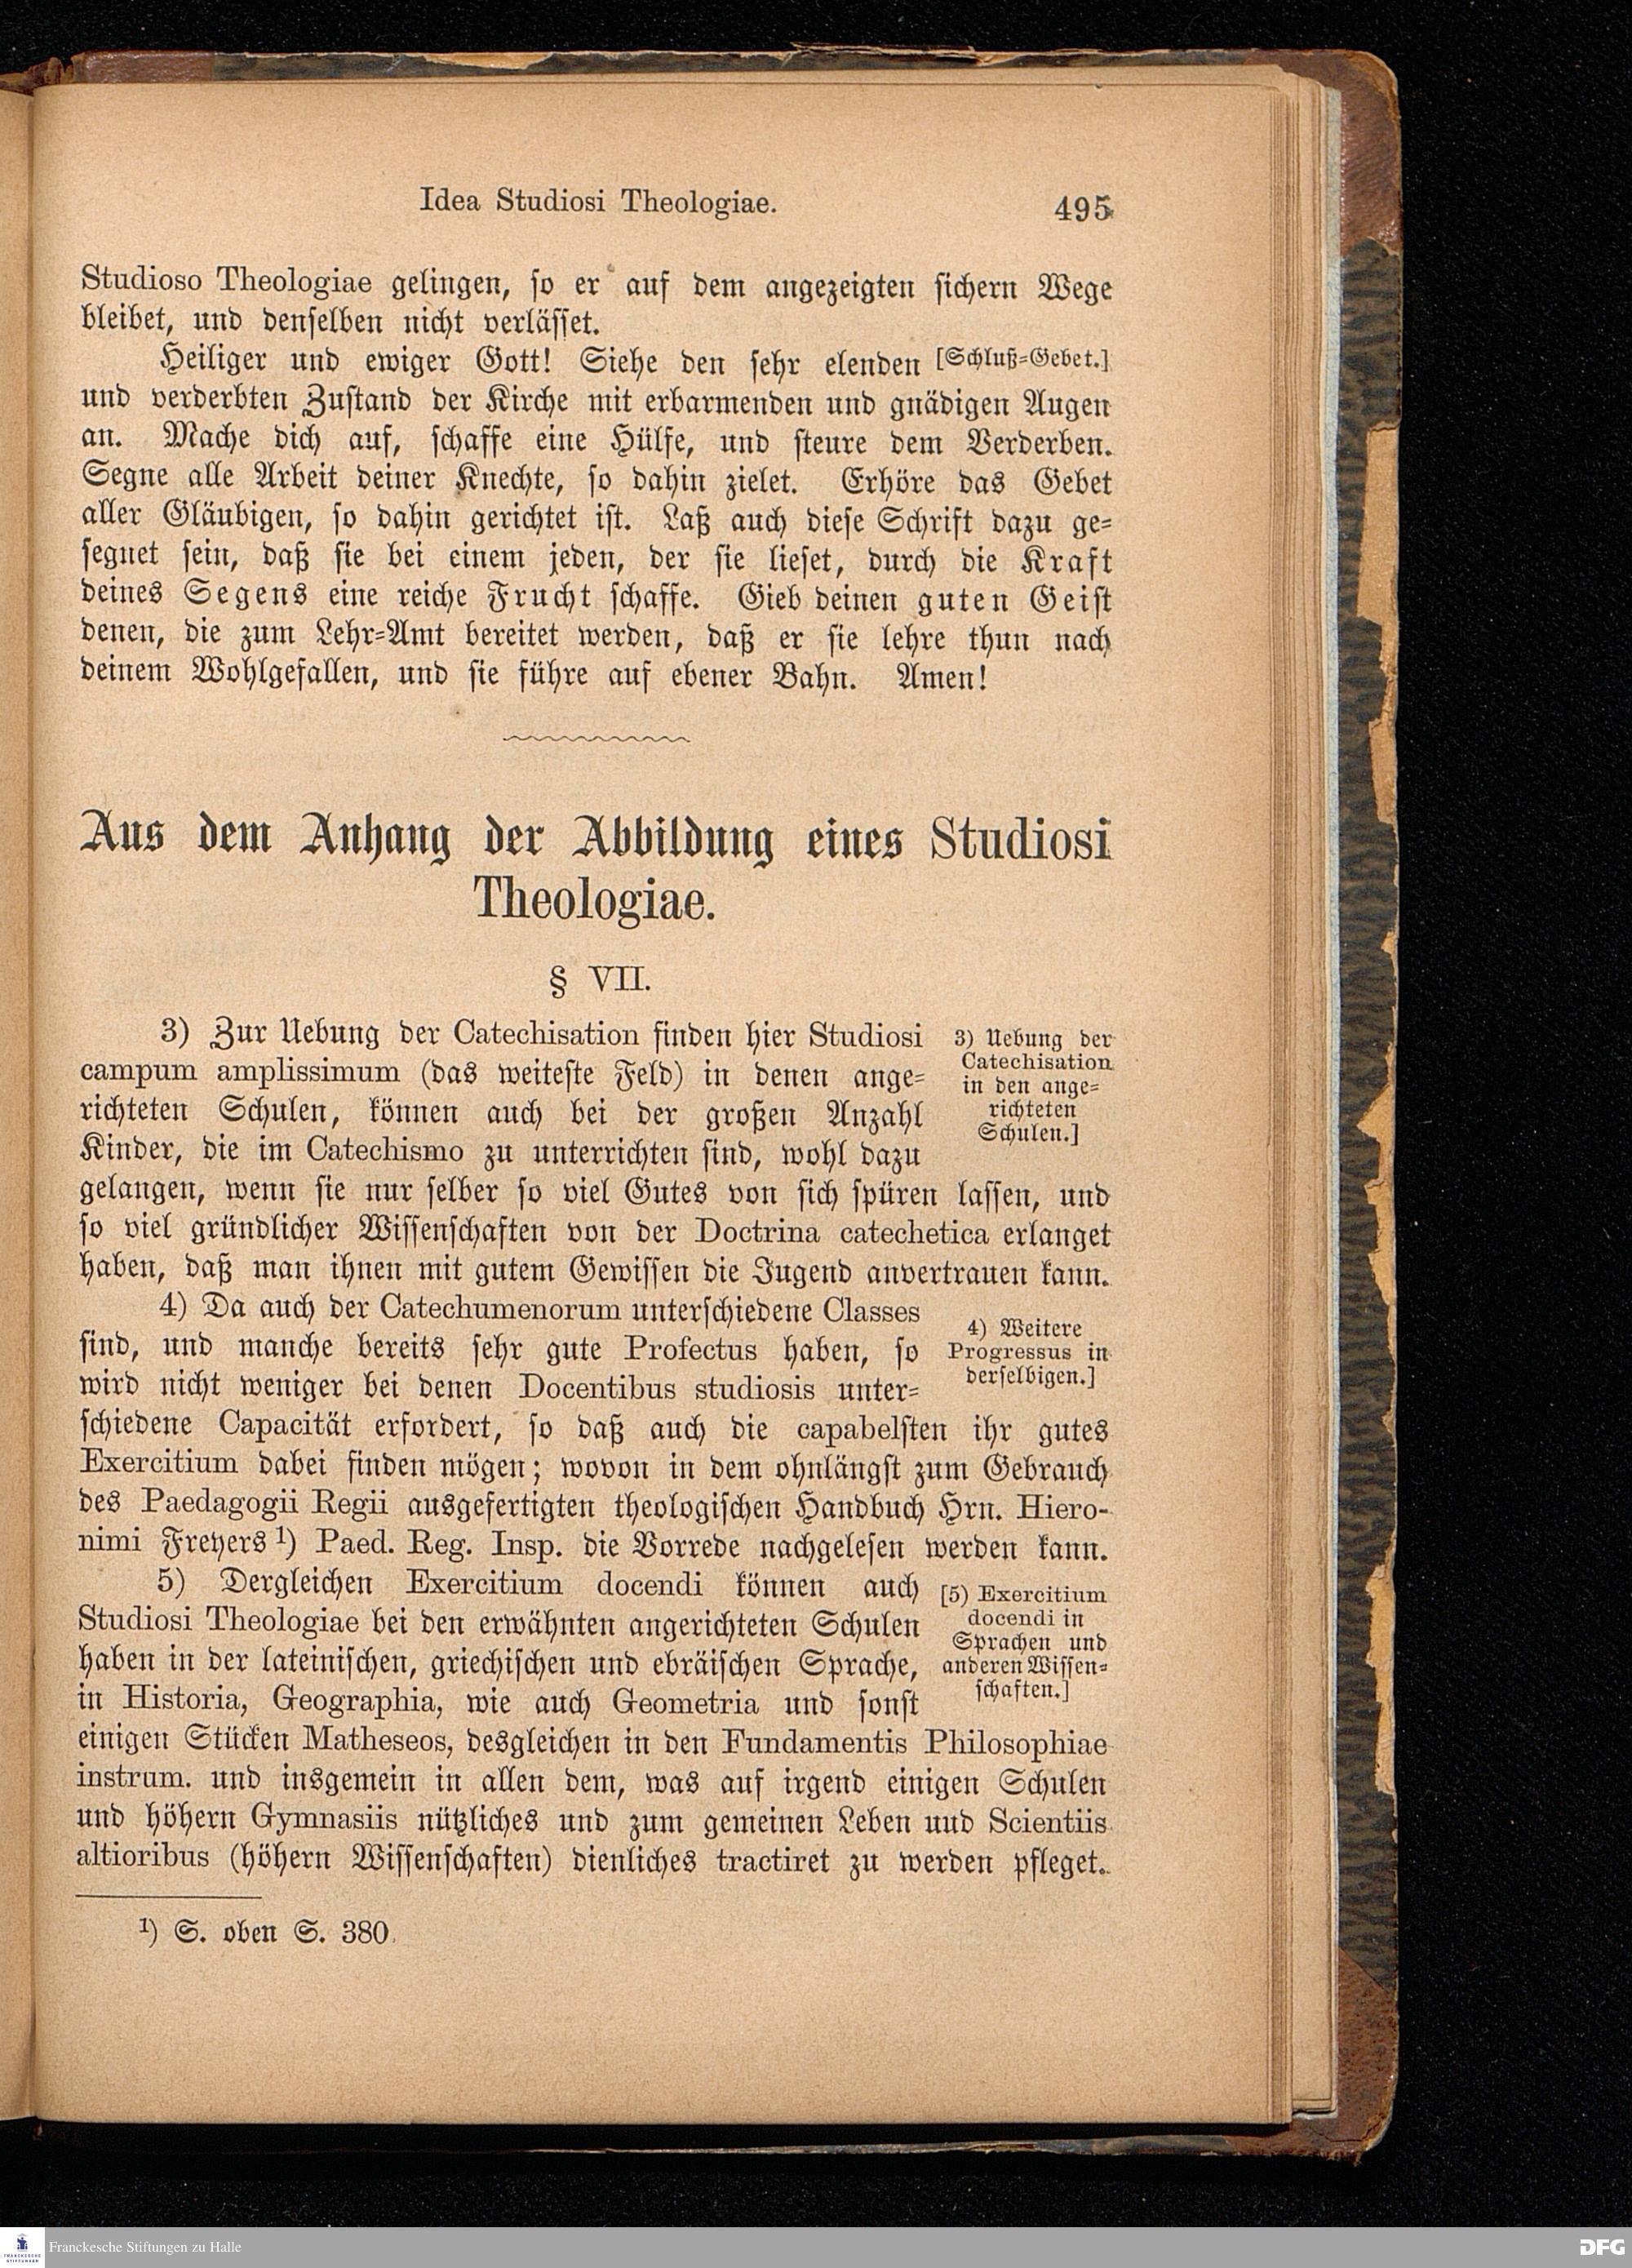 Idea Studiosi Theologiae. 495
Studioso Theologiae gelingen, so er auf dem angezeigten sichern Wege
bleibet, und denselben nicht verlässet.
Heiliger und ewiger Gott! Siehe den sehr elenden
[Schluß-Gebet.]
und verderbten Zustand der Kirche mit erbarmenden und gnädigen Augen
an. Mache dich auf, schaffe eine Hülfe, und steure dem Verderben.
Segne alle Arbeit deiner Knechte, so dahin zielet. Erhöre das Gebet
aller Gläubigen, so dahin gerichtet ist. Laß auch diese Schrift dazu ge-
segnet sein, daß sie bei einem jeden, der sie lieset, durch die Kraft
deines Segens eine reiche Frucht schaffe. Gieb deinen guten Geist
denen, die zum Lehr-Amt bereitet werden, daß er sie lehre thun nach
deinem Wohlgefallen, und sie führe auf ebener Bahn. Amen!
Aus dem Anhang der Abbildung eines Studiosi
Theologiae.
§ VII.
3) Zur Uebung der Catechisation finden hier Studiosi
campum amplissimum (das weiteste Feld) in denen ange-
richteten Schulen, können auch bei der großen Anzahl
Kinder, die im Catechismo zu unterrichten sind, wohl dazu
3) Uebung der
Catechisation
in den ange-
richteten
Schulen.]
gelangen, wenn sie nur selber so viel Gutes von sich spüren lassen, und
so viel gründlicher Wissenschaften von der Doctrina catechetica erlanget
haben, daß man ihnen mit gutem Gewissen die Jugend anvertrauen kann.
4) Da auch der Catechumenorum unterschiedene Classes
sind, und manche bereits sehr gute Profectus haben, so
wird nicht weniger bei denen Docentibus studiosis unter-
4) Weitere
Progressus in
derselbigen.]
schiedene Capacität erfordert, so daß auch die capabelsten ihr gutes
Exercitium dabei finden mögen; wovon in dem ohnlängst zum Gebrauch
des Paedagogii Regii ausgefertigten theologischen Handbuch Hrn. Hiero-
nimi Freyers ¹) Paed. Reg. Insp. die Vorrede nachgelesen werden kann.
5) Dergleichen Exercitium docendi können auch
Studiosi Theologiae bei den erwähnten angerichteten Schulen
haben in der lateinischen, griechischen und ebräischen Sprache,
in Historia, Geographia, wie auch Geometria und sonst
[5) Exercitium
docendi in
Sprachen und
anderen Wissen-
schaften.]
einigen Stücken Matheseos, desgleichen in den Fundamentis Philosophiae
instrum. und insgemein in allen dem, was auf irgend einigen Schulen
und höhern Gymnasiis nützliches und zum gemeinen Leben und Scientiis
altioribus (höhern Wissenschaften) dienliches tractiret zu werden pfleget.
¹) S. oben S. 380.
FRANCKESCHE
STIFTUNGEN
Franckesche Stiftungen zu Halle
DFG